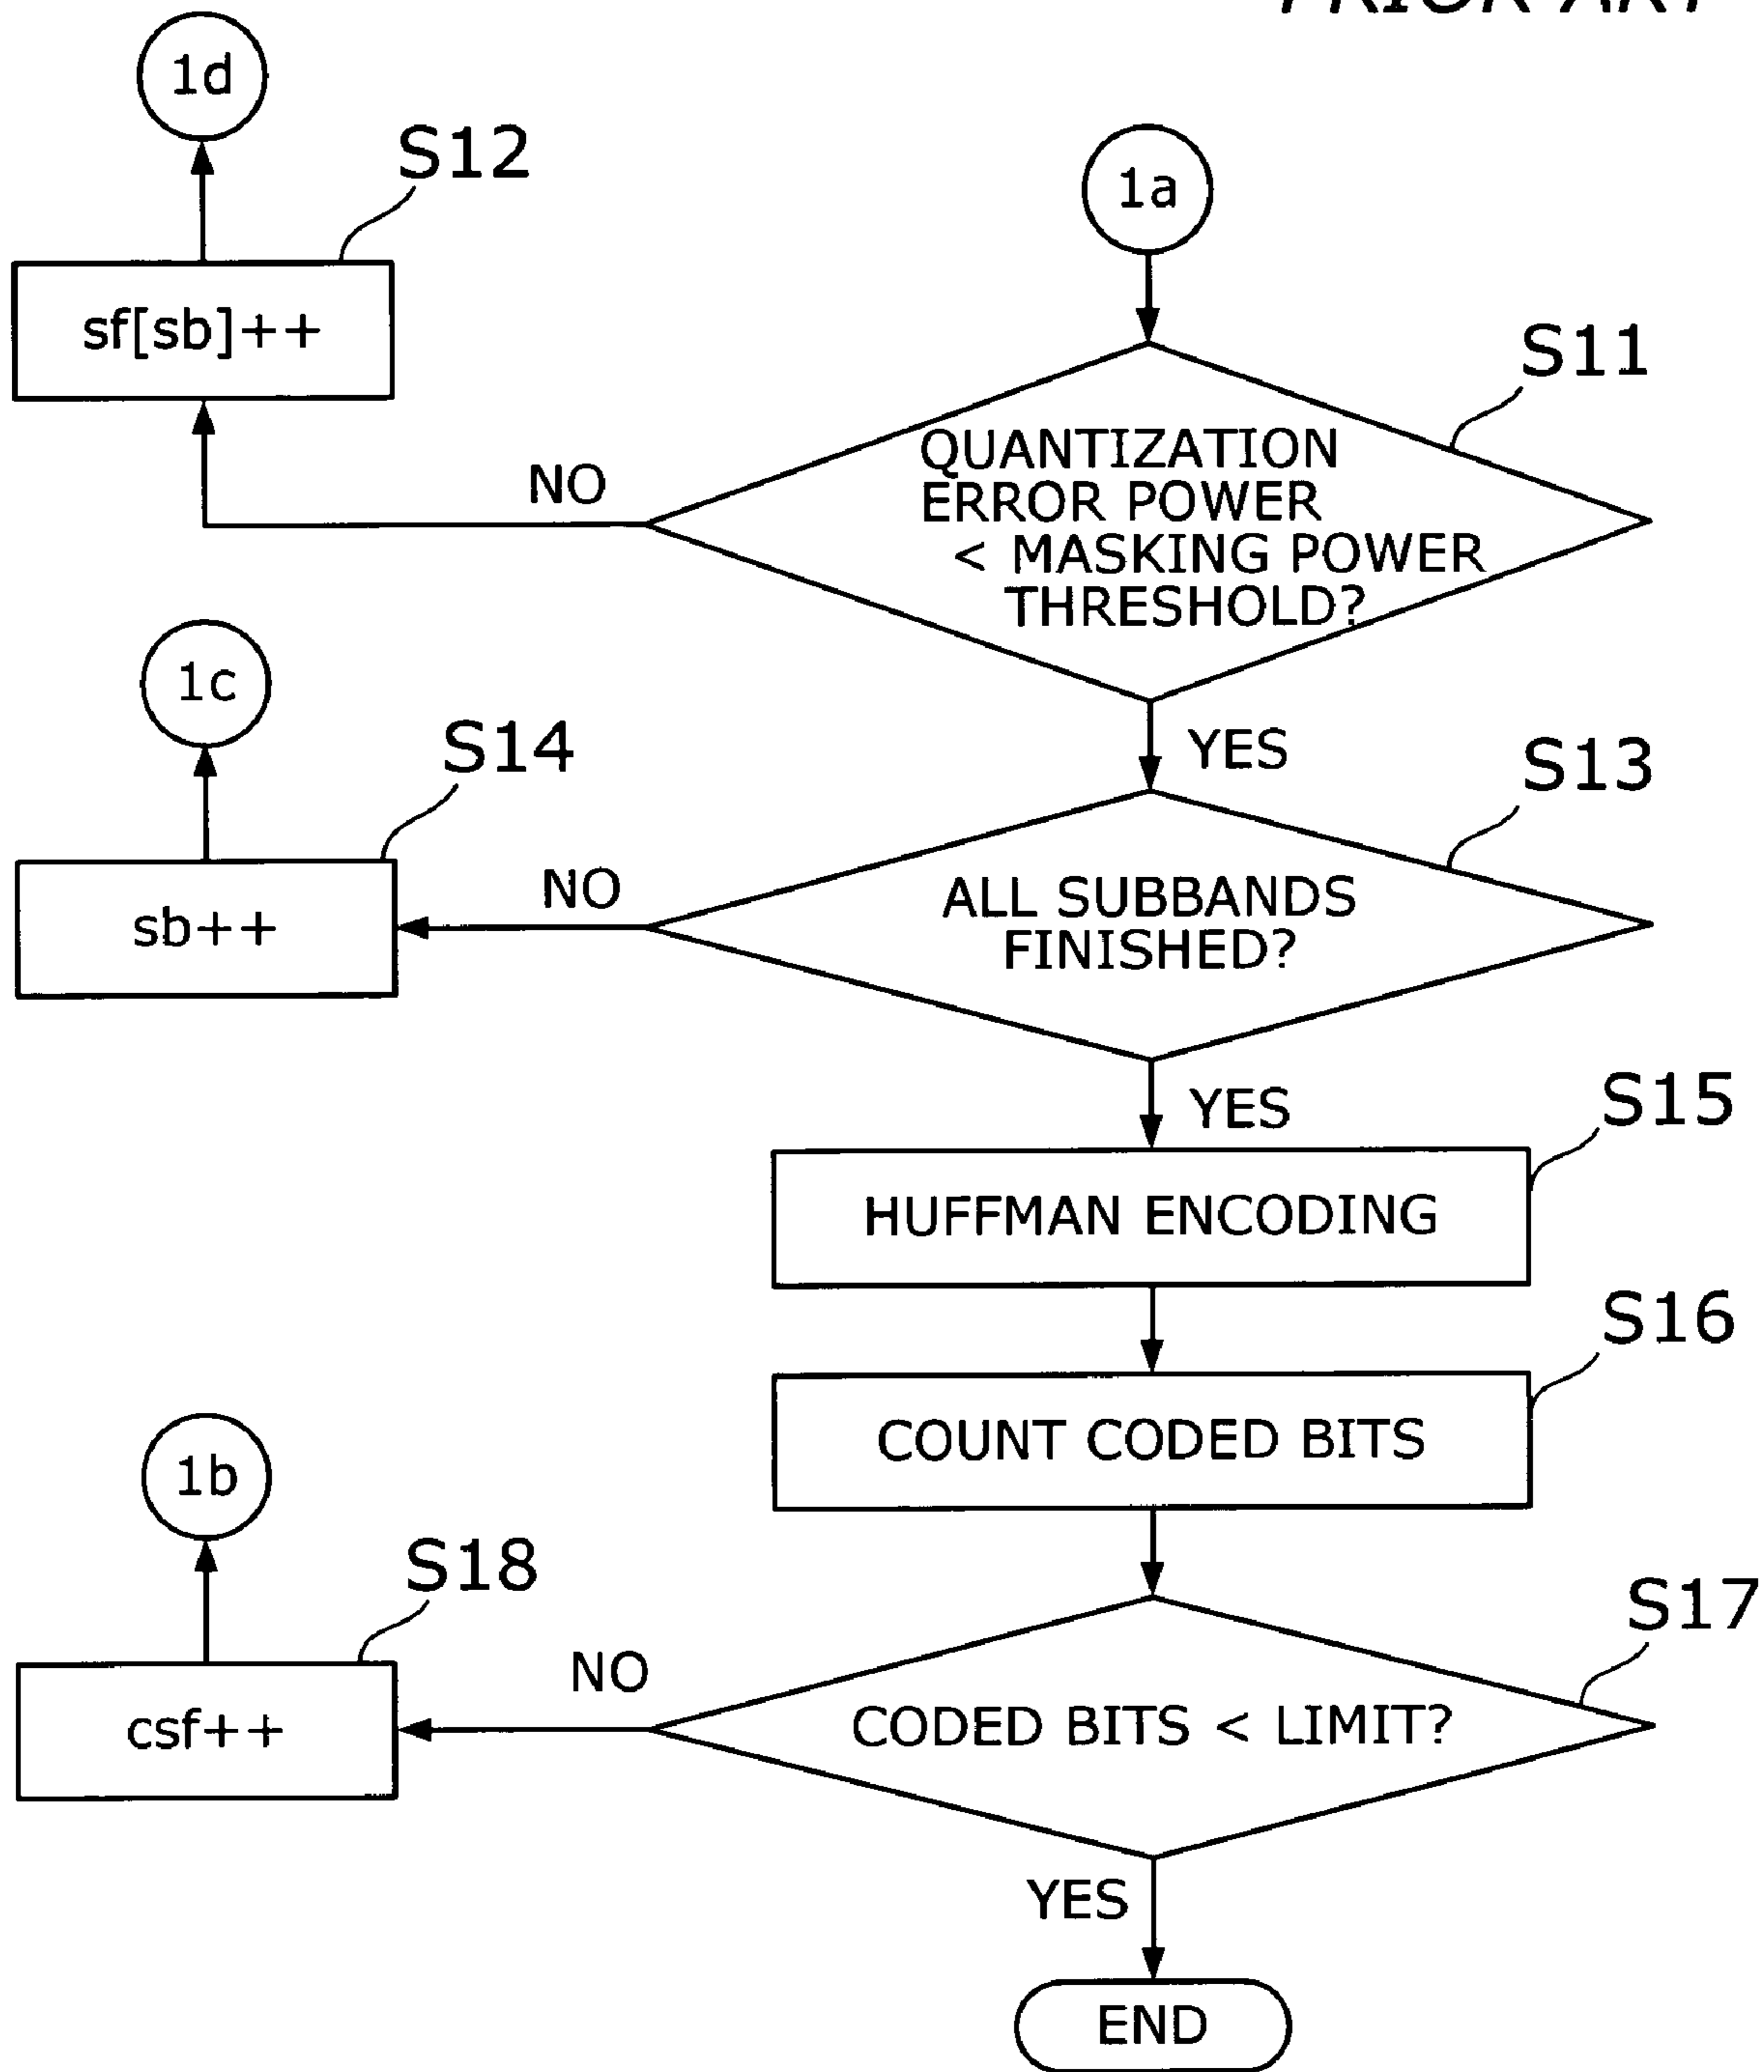 PRIOR ART
1d
S12
1a
sf[sb]++
S11
QUANTIZATION
ERROR POWER
< MASKING POWER
THRESHOLD?
NO
1c
S14
YES
S13
sb++
NO
ALL SUBBANDS
FINISHED?
YES
S15
HUFFMAN ENCODING
S16
COUNT CODED BITS
1b
S18
S17
csf++
NO
CODED BITS < LIMIT?
YES
END